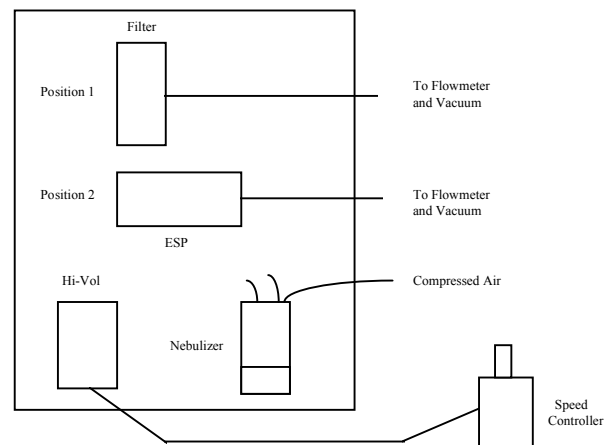 Filter
Position 1
To Flowmeter
and Vacuum
Position 2
To Flowmeter
and Vacuum
ESP
Hi-Vol
Compressed Air
Nebulizer
Speed
Controller